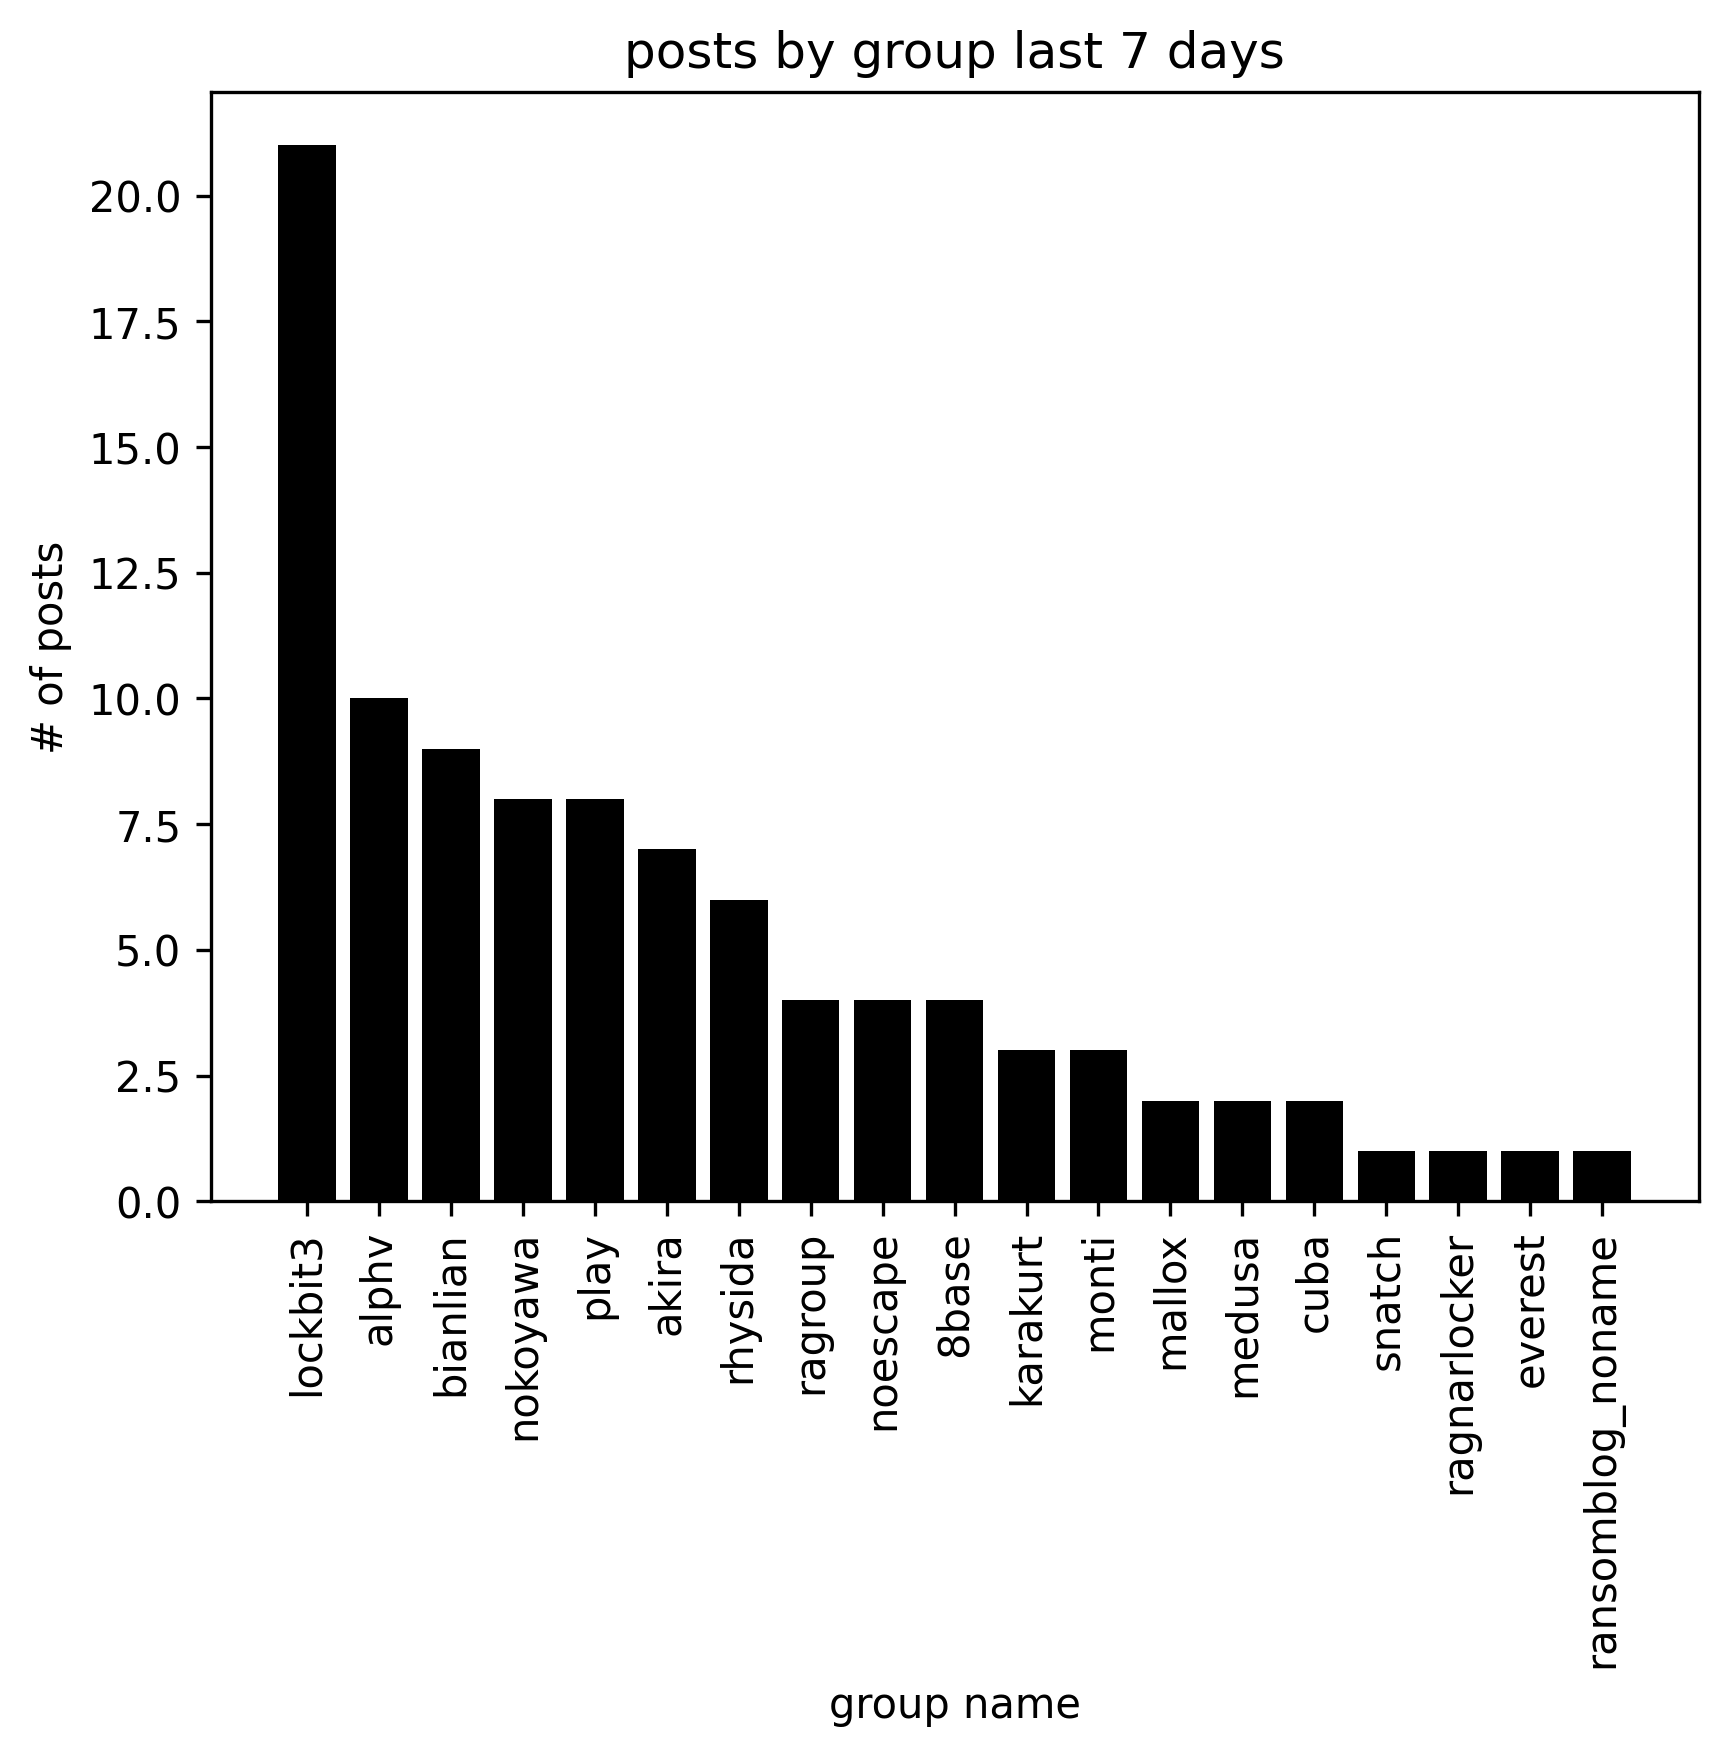 posts by group last 7 days
# of posts
20.0
17.5
15.0
12.5
10.0
7.5
5.0
2.5
0.0
lockbit3
alphv
bianlian
nokoyawa
play
akira
rhysida
ragroup
noescape
8base
karakurt
monti
mallox
medusa
cuba
snatch
ragnarlocker
everest
ransomblog_noname
group name